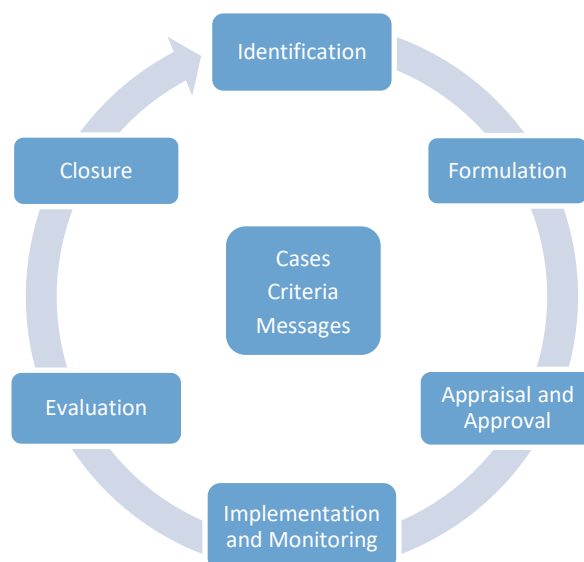 Identification
Formulation
Appraisal and
Approval
Implementation
and Monitoring
Evaluation
Closure
Cases
Criteria
Messages